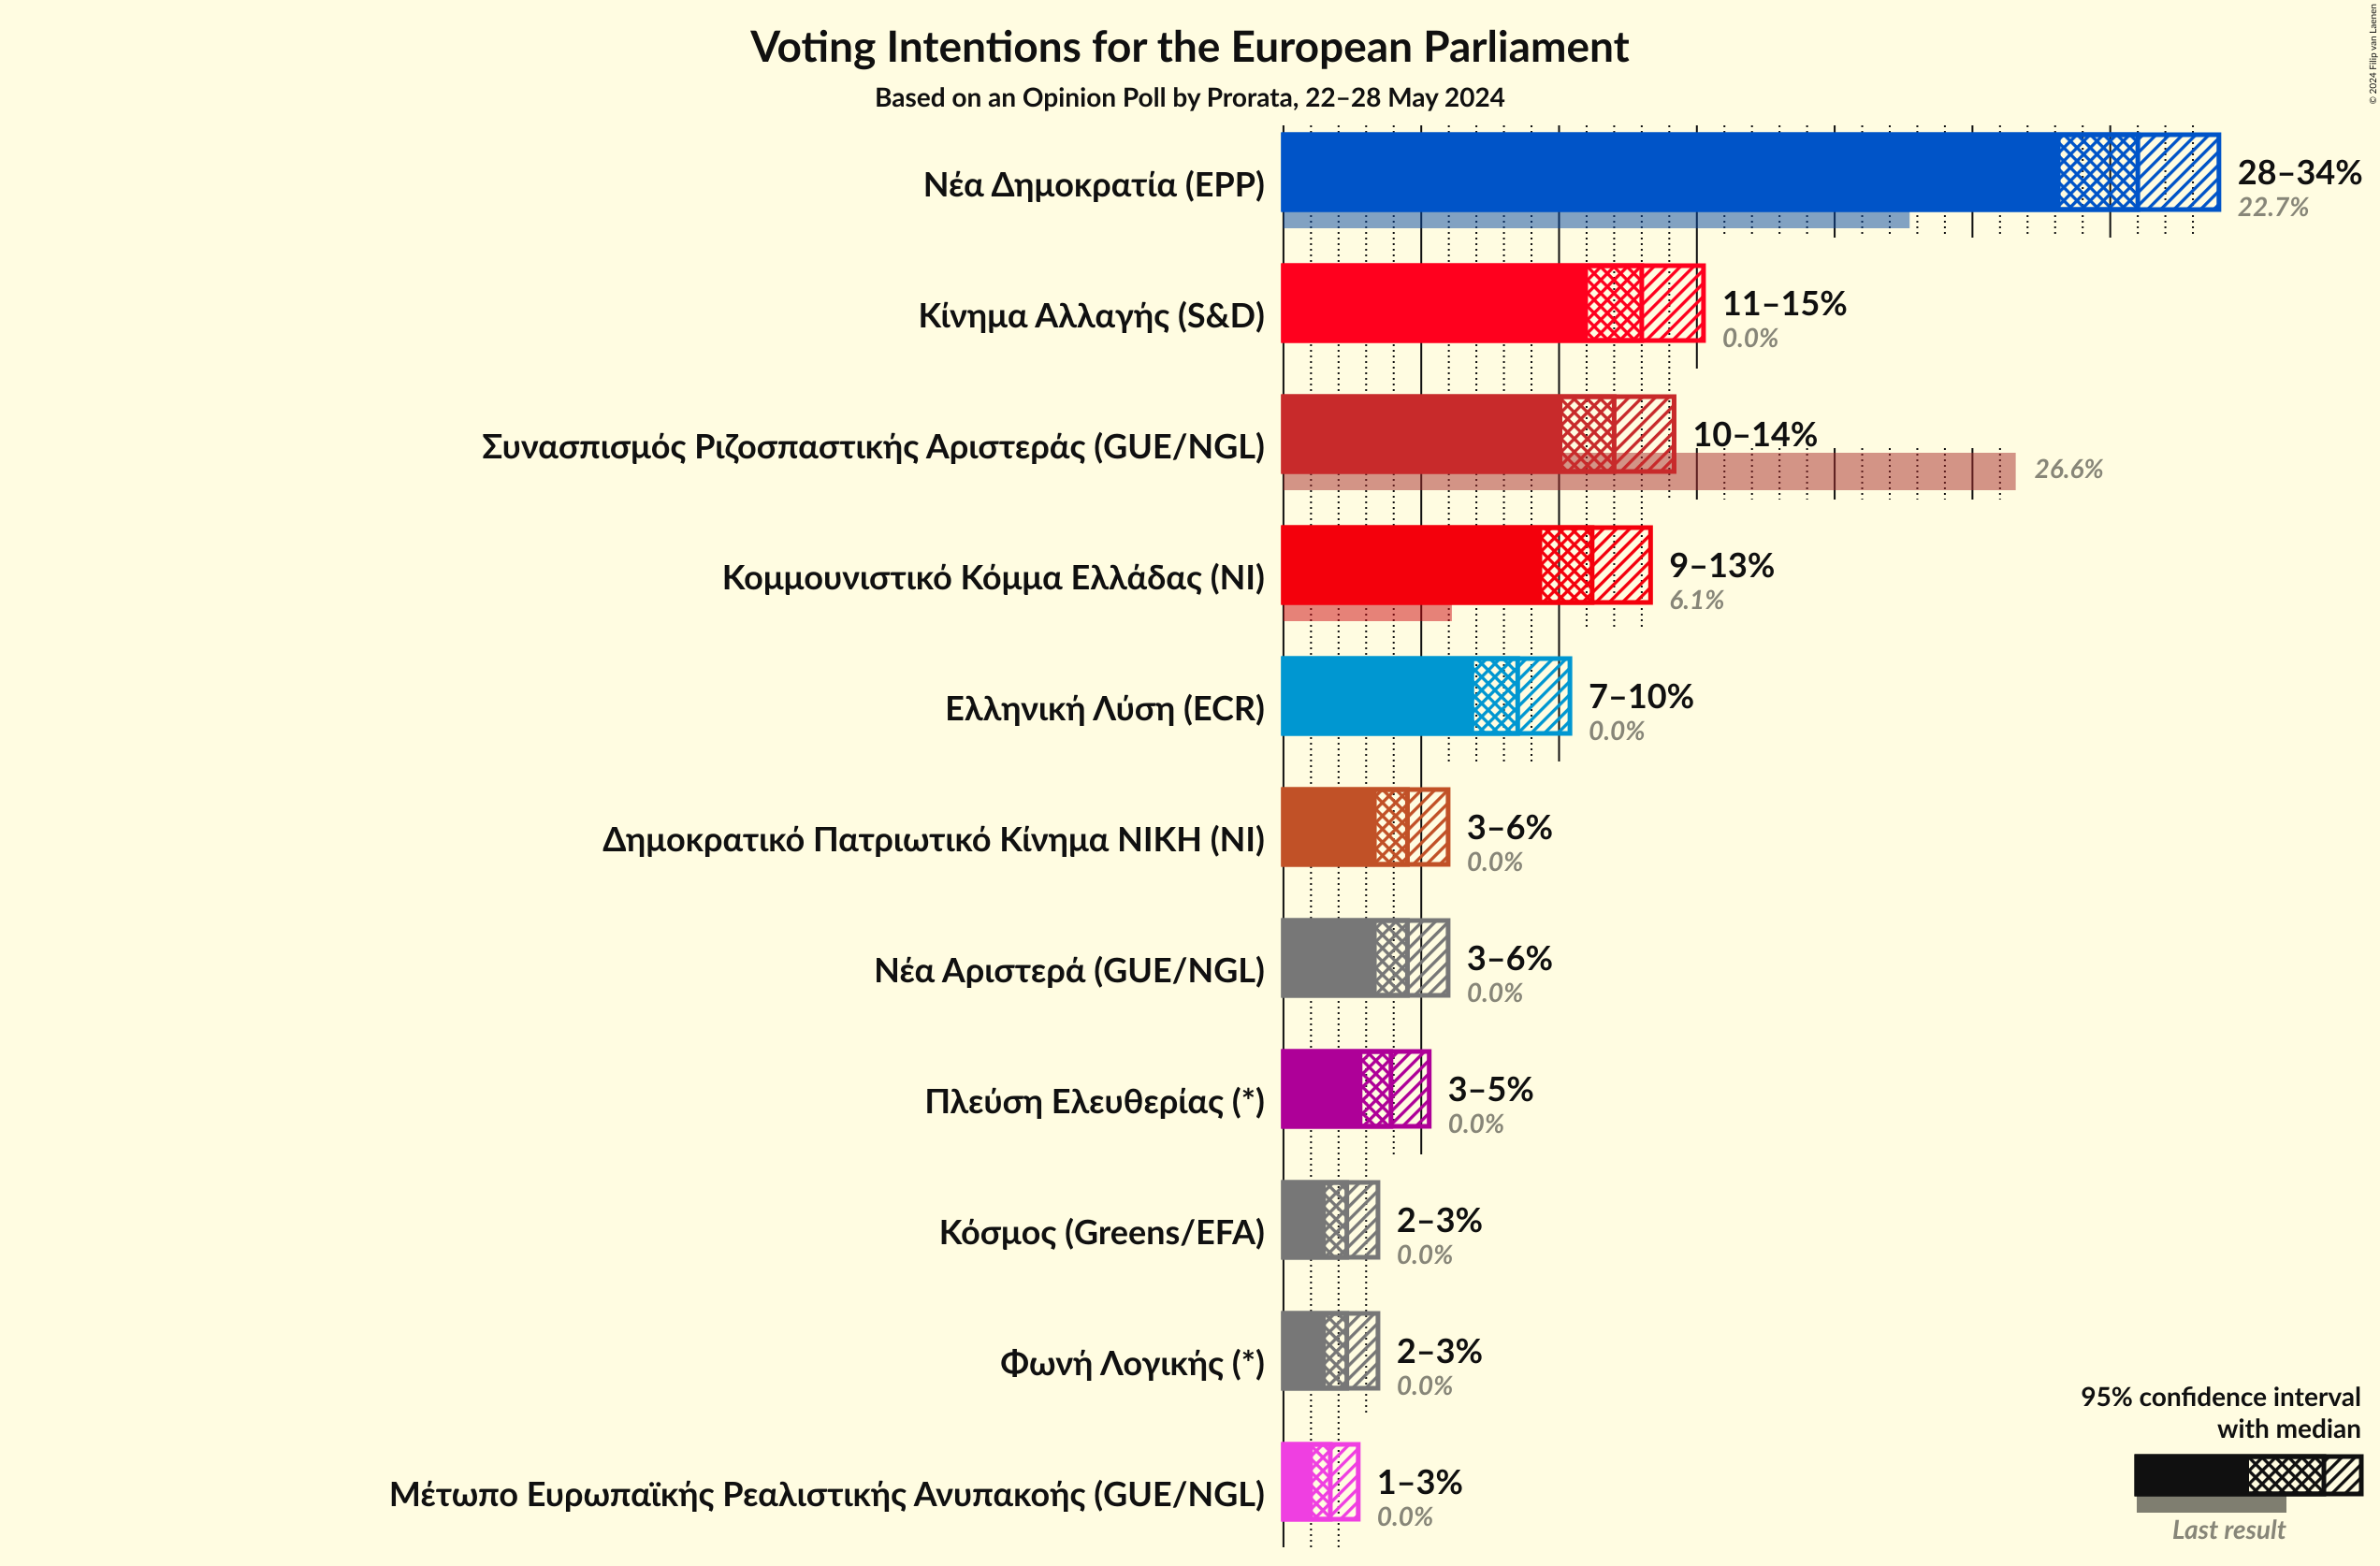 Voting Intentions for the European Parliament
Based on an Opinion Poll by Prorata, 22–28 May 2024
© 2024 Filip van Laenen
Νέα Δημοκρατία (EPP)
28–34%
22.7%
Κίνημα Αλλαγής (S&D)
11–15%
0.0%
Συνασπισμός Ριζοσπαστικής Αριστεράς (GUE/NGL)
10–14%
26.6%
Κομμουνιστικό Κόμμα Ελλάδας (NI)
9–13%
6.1%
Ελληνική Λύση (ECR)
7–10%
0.0%
Δημοκρατικό Πατριωτικό Κίνημα ΝΙΚΗ (NI)
3–6%
0.0%
Νέα Αριστερά (GUE/NGL)
3–6%
0.0%
Πλεύση Ελευθερίας (*)
3–5%
0.0%
Κόσμος (Greens/EFA)
2–3%
0.0%
Φωνή Λογικής (*)
2–3%
0.0%
Μέτωπο Ευρωπαϊκής Ρεαλιστικής Ανυπακοής (GUE/NGL)
1–3%
0.0%
95% confidence interval
with median
Last result